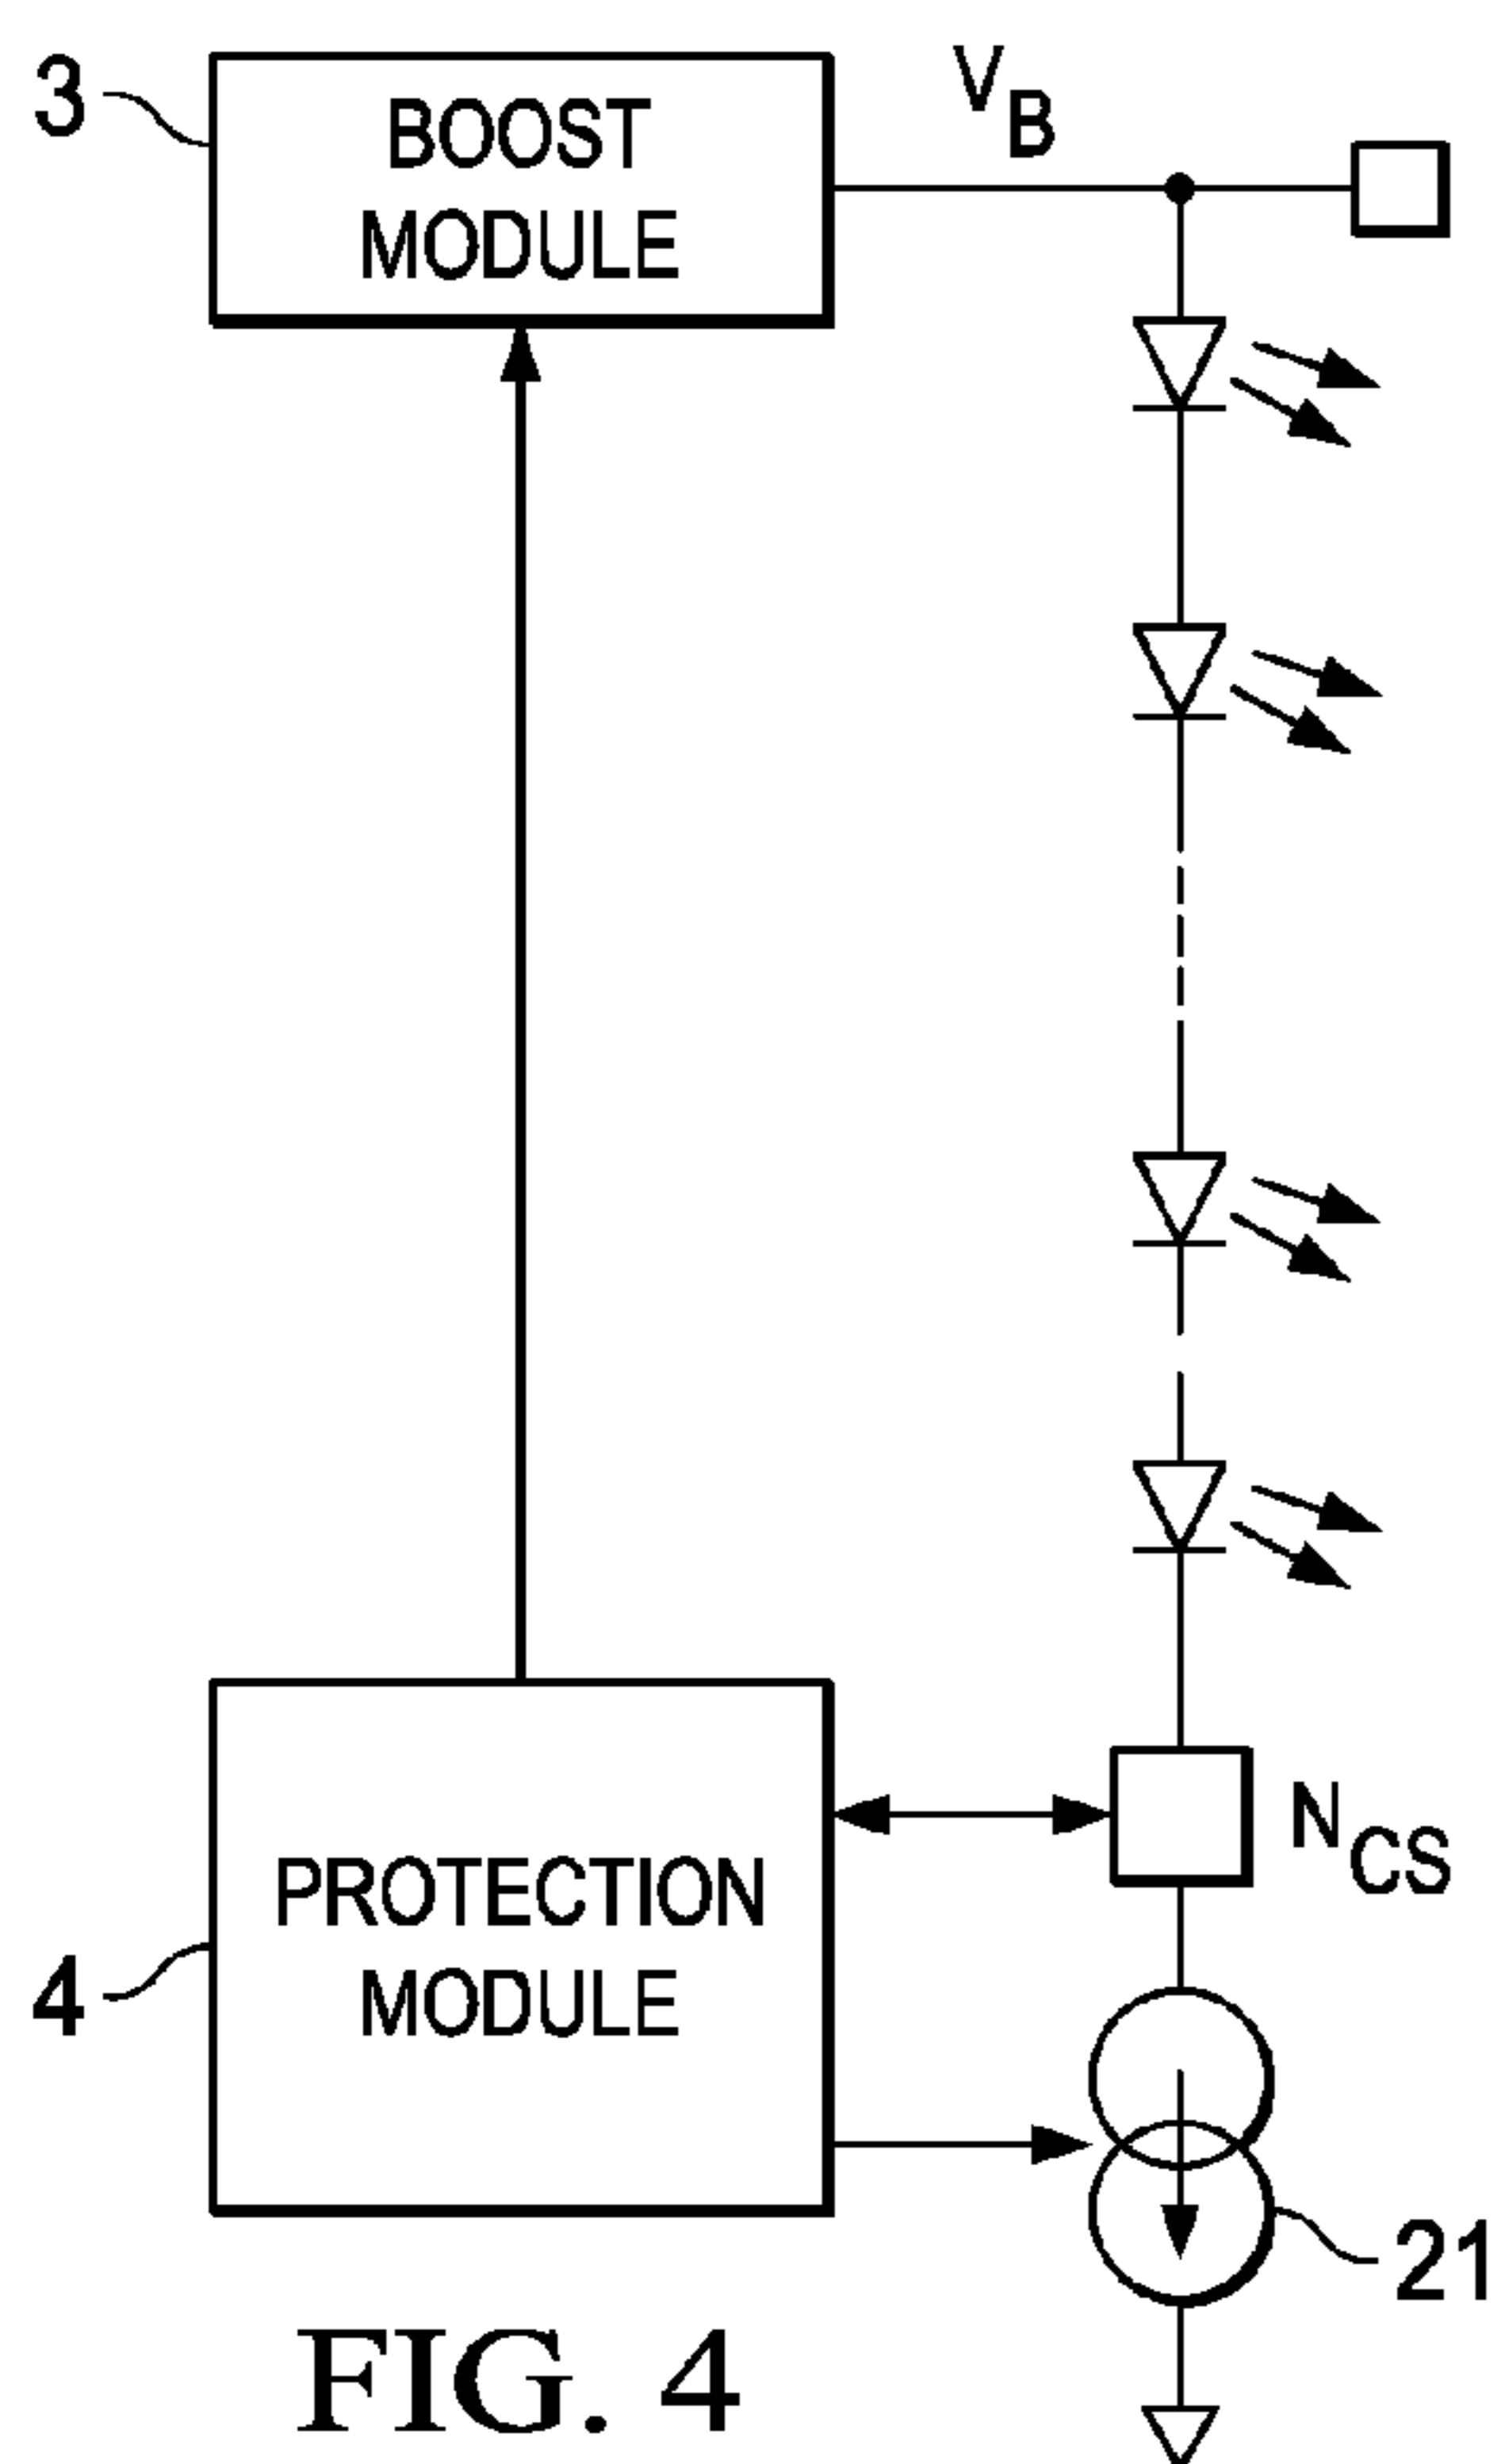 3
BOOST
MODULE
V_B
PROTECTION
MODULE
N_CS
4
21
FIG. 4